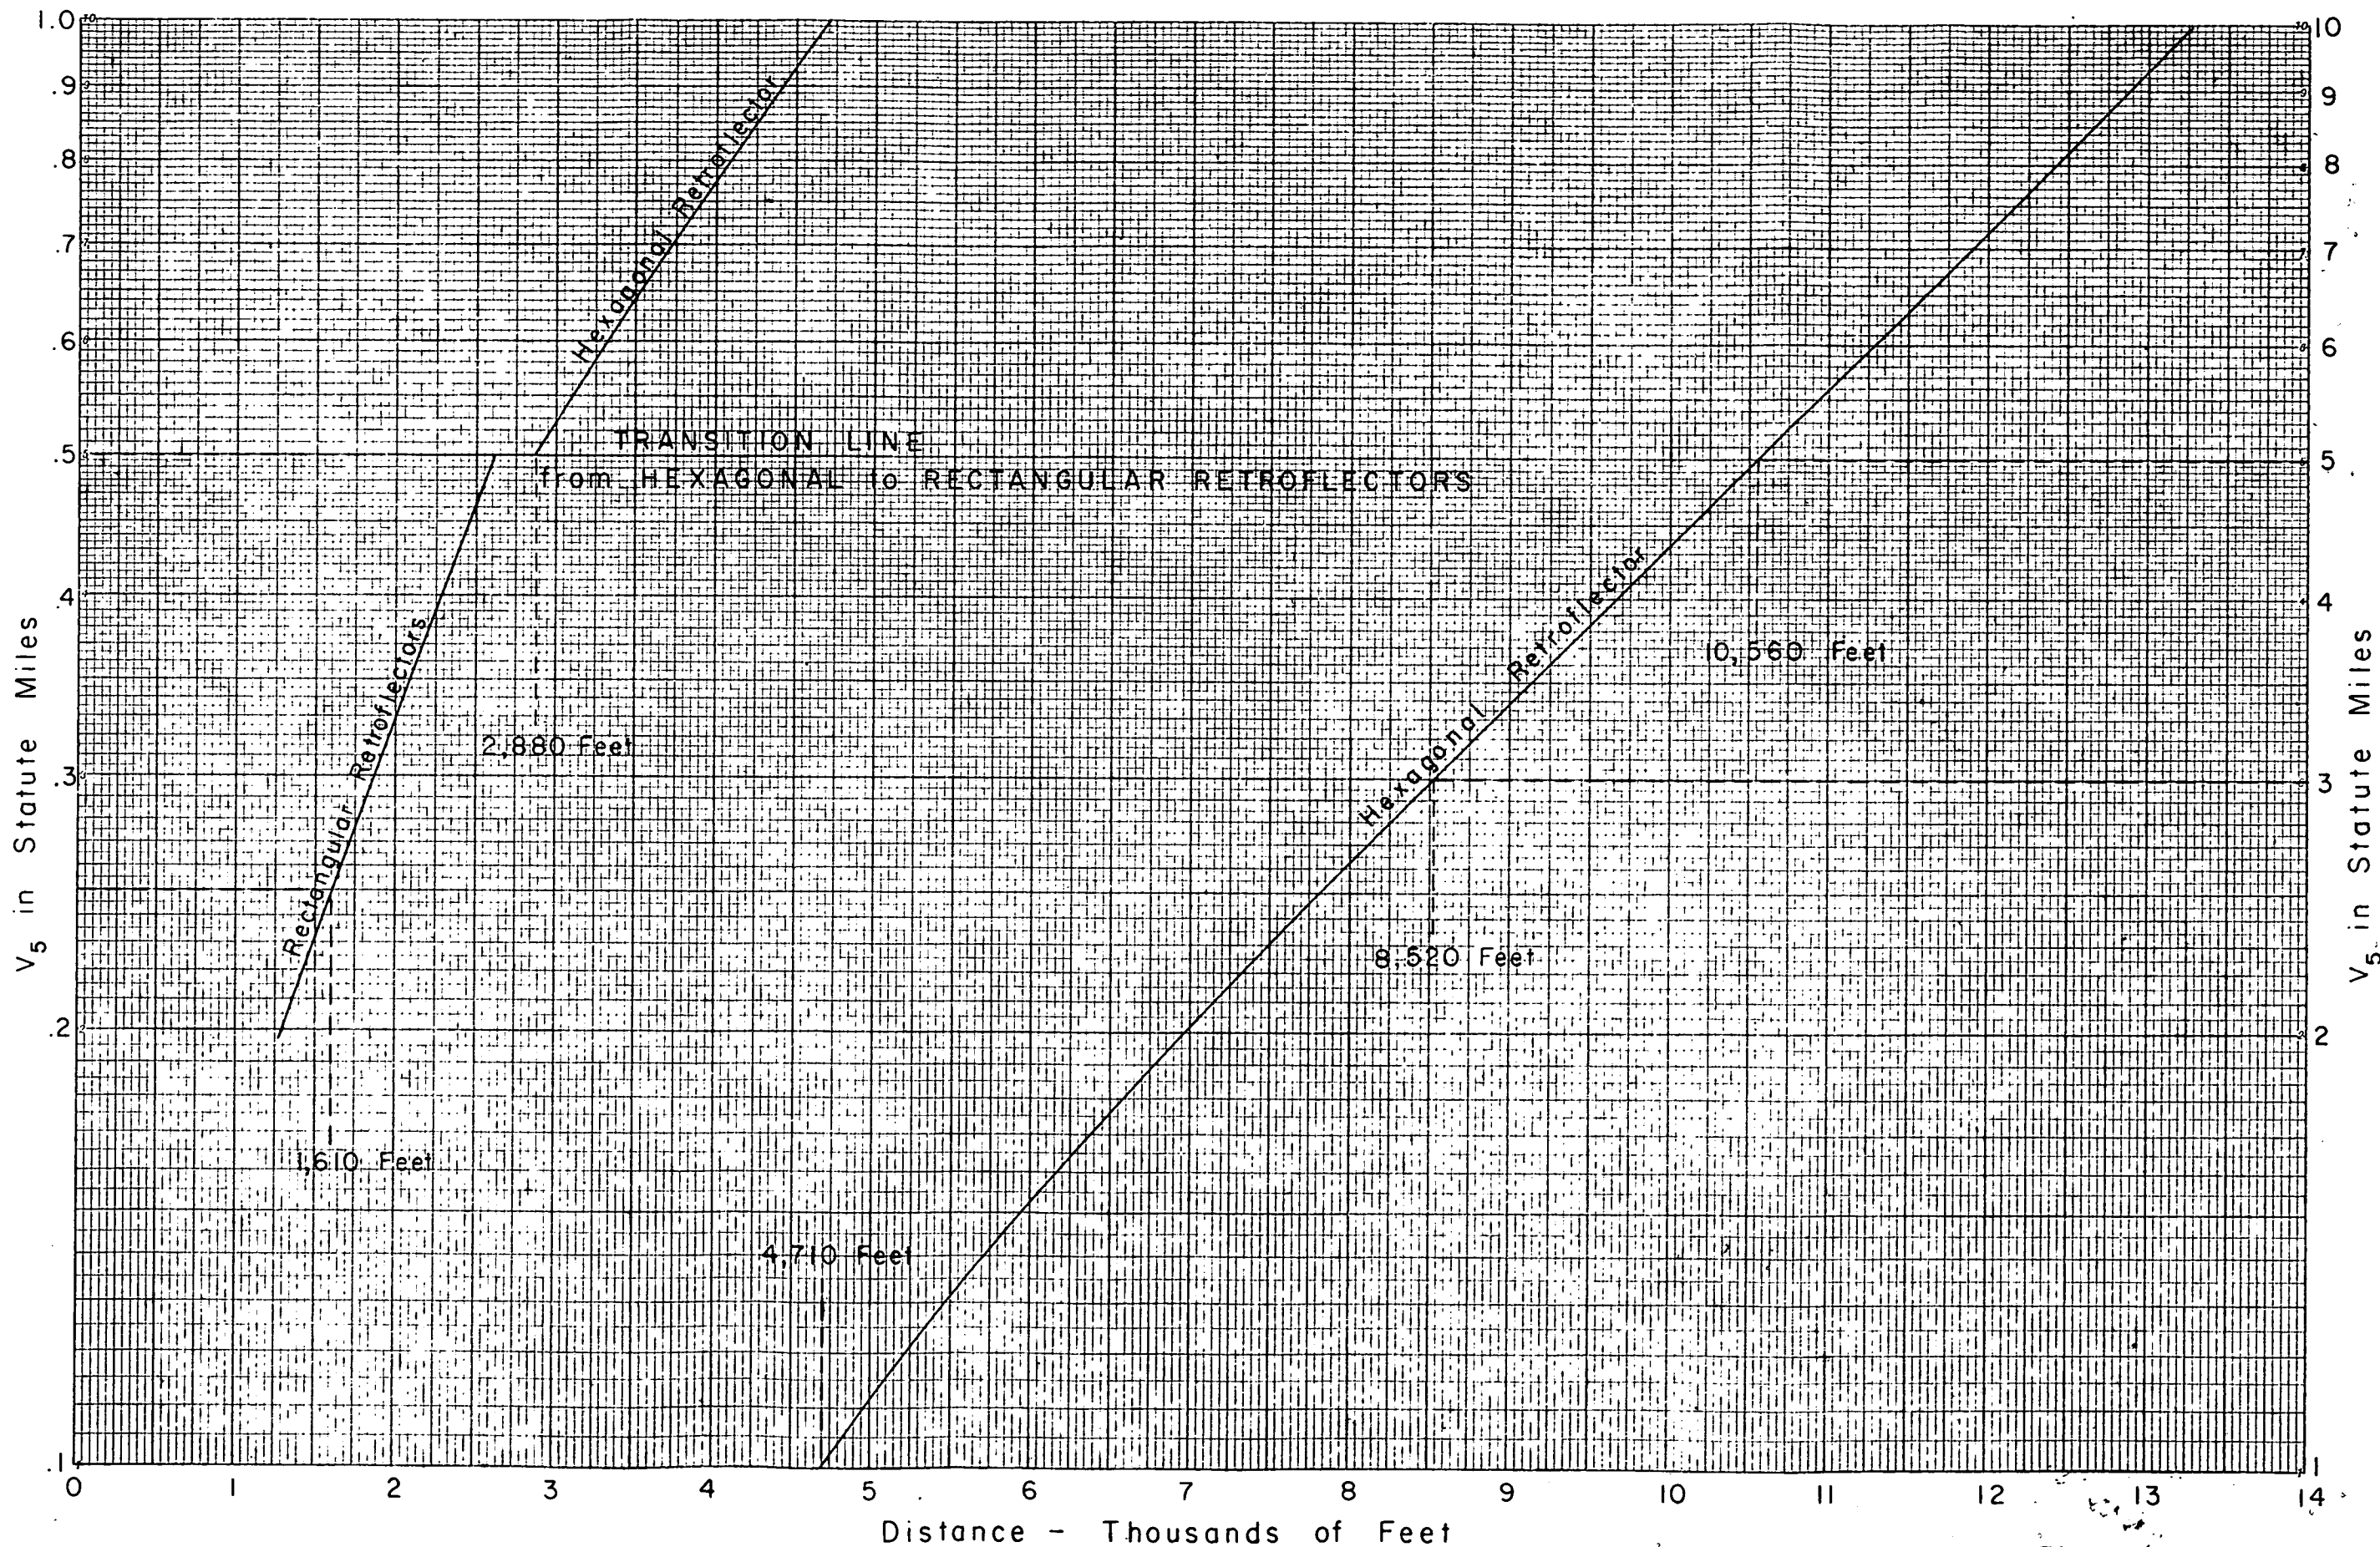 1.0
.9
.8
.7
.6
.5
.4
.3
.2
.1
V5 in Statute Miles
10
9
8
7
6
5
4
3
2
1
V5 in Statute Miles
Hexagonal Retroflector
TRANSITION LINE
from HEXAGONAL to RECTANGULAR RETROFLECTORS
Rectangular Retroflectors
2,880 Feet
1,610 Feet
4,710 Feet
Hexagonal Retroflector
10,560 Feet
8,520 Feet
0 1 2 3 4 5 6 7 8 9 10 11 12 13 14
Distance - Thousands of Feet